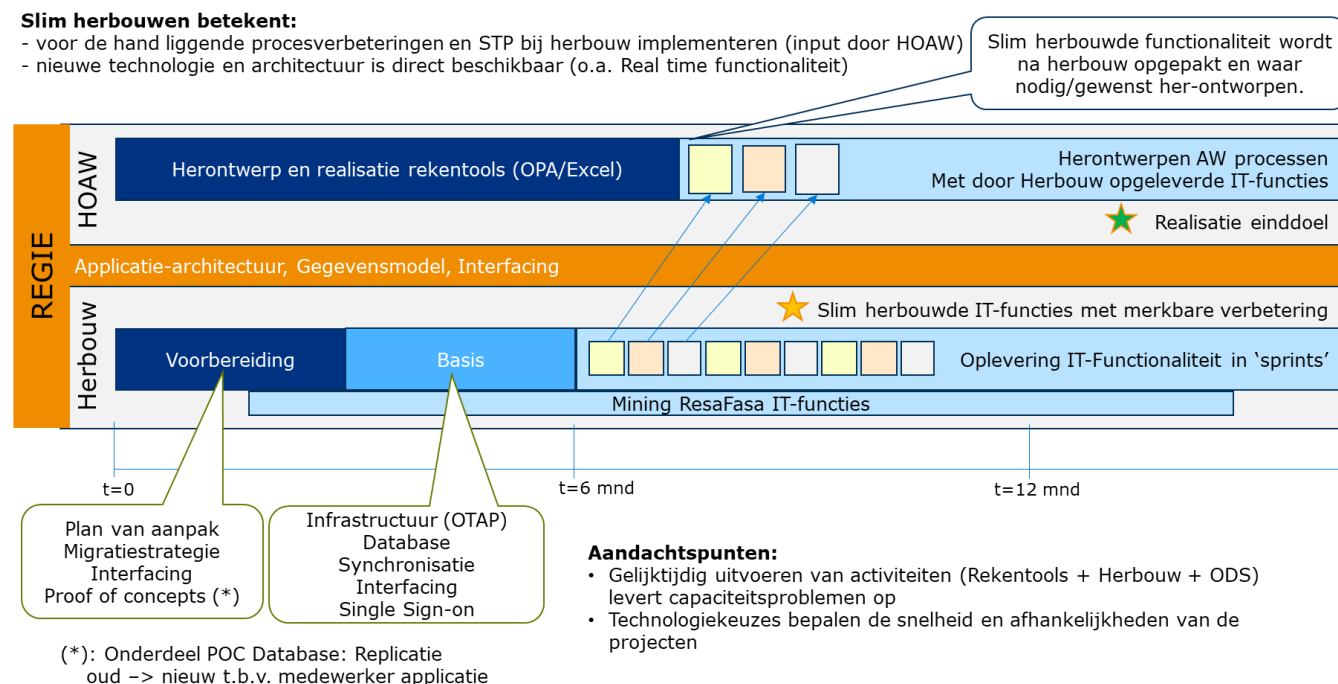 Slim herbouwen betekent:
- voor de hand liggende procesverbeteringen en STP bij herbouw implementeren (input door HOAW)
- nieuwe technologie en architectuur is direct beschikbaar (o.a. Real time functionaliteit)
Slim herbouwde functionaliteit wordt
na herbouw opgepakt en waar
nodig/gewenst her-ontworpen.
REGIE
HOAW
Herontwerp en realisatie rekentools (OPA/Excel)
Herontwerpen AW processen
Met door Herbouw opgeleverde IT-functies
Realisatie einddoel
Applicatie-architectuur, Gegevensmodel, Interfacing
Herbouw
Slim herbouwde IT-functies met merkbare verbetering
Voorbereiding
Basis
Oplevering IT-Functionaliteit in ‘sprints’
Mining ResaFasa IT-functies
t=0
t=6 mnd
t=12 mnd
Plan van aanpak
Migratiestrategie
Interfacing
Proof of concepts (*)
Infrastructuur (OTAP)
Database
Synchronisatie
Interfacing
Single Sign-on
Aandachtspunten:
• Gelijktijdig uitvoeren van activiteiten (Rekentools + Herbouw + ODS)
levert capaciteitsproblemen op
• Technologiekeuzes bepalen de snelheid en afhankelijkheden van de
projecten
(*): Onderdeel POC Database: Replicatie
oud –> nieuw t.b.v. medewerker applicatie